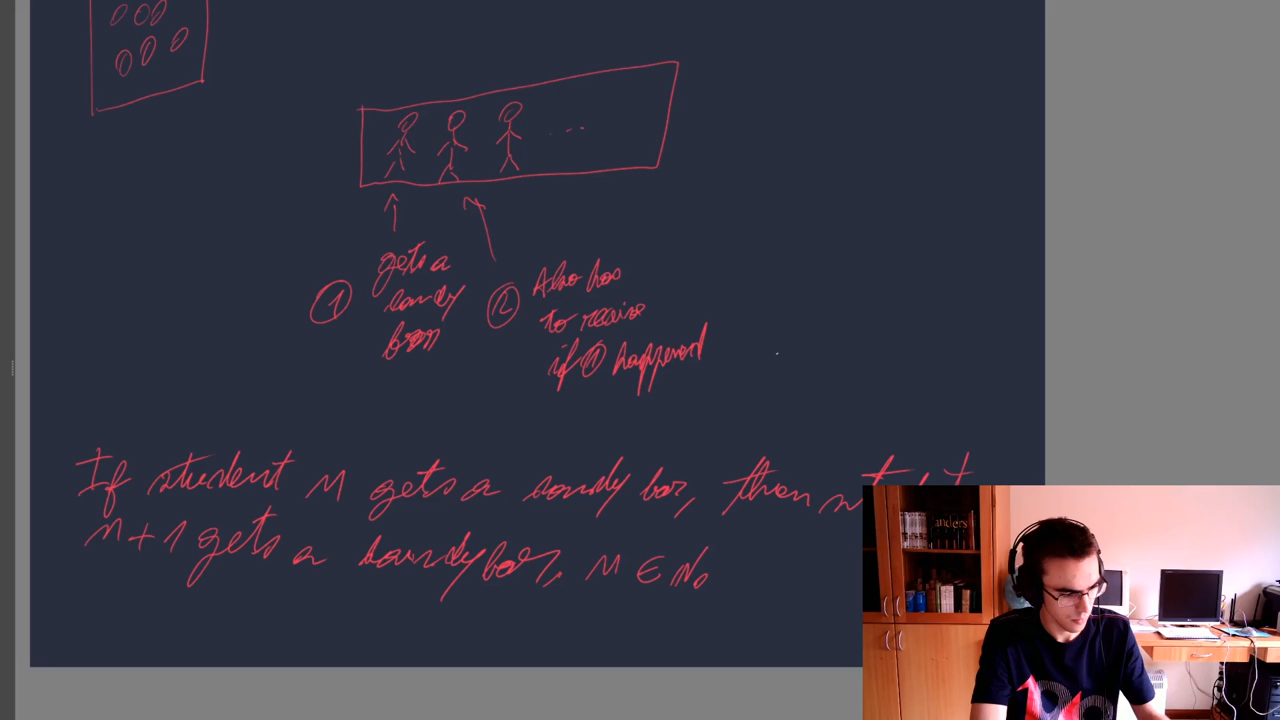 ① gets a
candy
bar
② Also has
to receive
if ① happened
If student n gets a candy bar, then
n+1 gets a candy bar, n ∈ N₀
anders